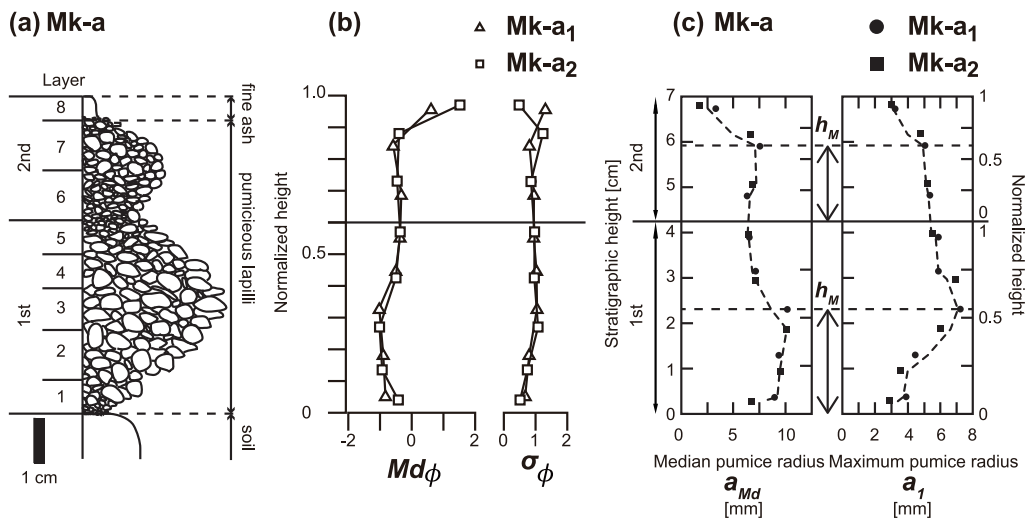 (a) Mk-a
Layer
8
7
6
5
4
3
2
1
2nd
1st
fine ash
pumicieous lapilli
soil
1 cm
(b)
Mk-a1
Mk-a2
Normalized height
1.0
0.5
0
-2 0 2
0 1 2
Mdϕ
σϕ
(c) Mk-a
Mk-a1
Mk-a2
2nd
1st
Stratigraphic height [cm]
7
6
5
4
3
2
1
0
hM
hM
1
0.5
0
1
0.5
0
Normalized height
0 5 10
0 2 4 6 8
Median pumice radius
aMd
[mm]
Maximum pumice radius
a1
[mm]